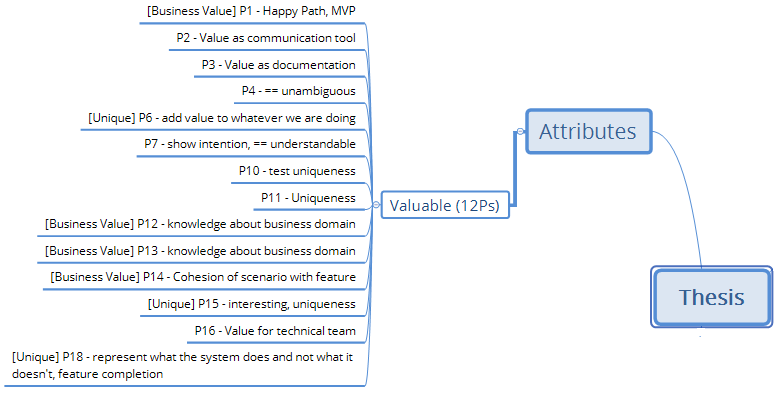 [Business Value] P1 - Happy Path, MVP
P2 - Value as communication tool
P3 - Value as documentation
P4 - == unambiguous
[Unique] P6 - add value to whatever we are doing
P7 - show intention, == understandable
P10 - test uniqueness
P11 - Uniqueness
[Business Value] P12 - knowledge about business domain
[Business Value] P13 - knowledge about business domain
[Business Value] P14 - Cohesion of scenario with feature
[Unique] P15 - interesting, uniqueness
P16 - Value for technical team
[Unique] P18 - represent what the system does and not what it
doesn't, feature completion
Valuable (12Ps)
Attributes
Thesis